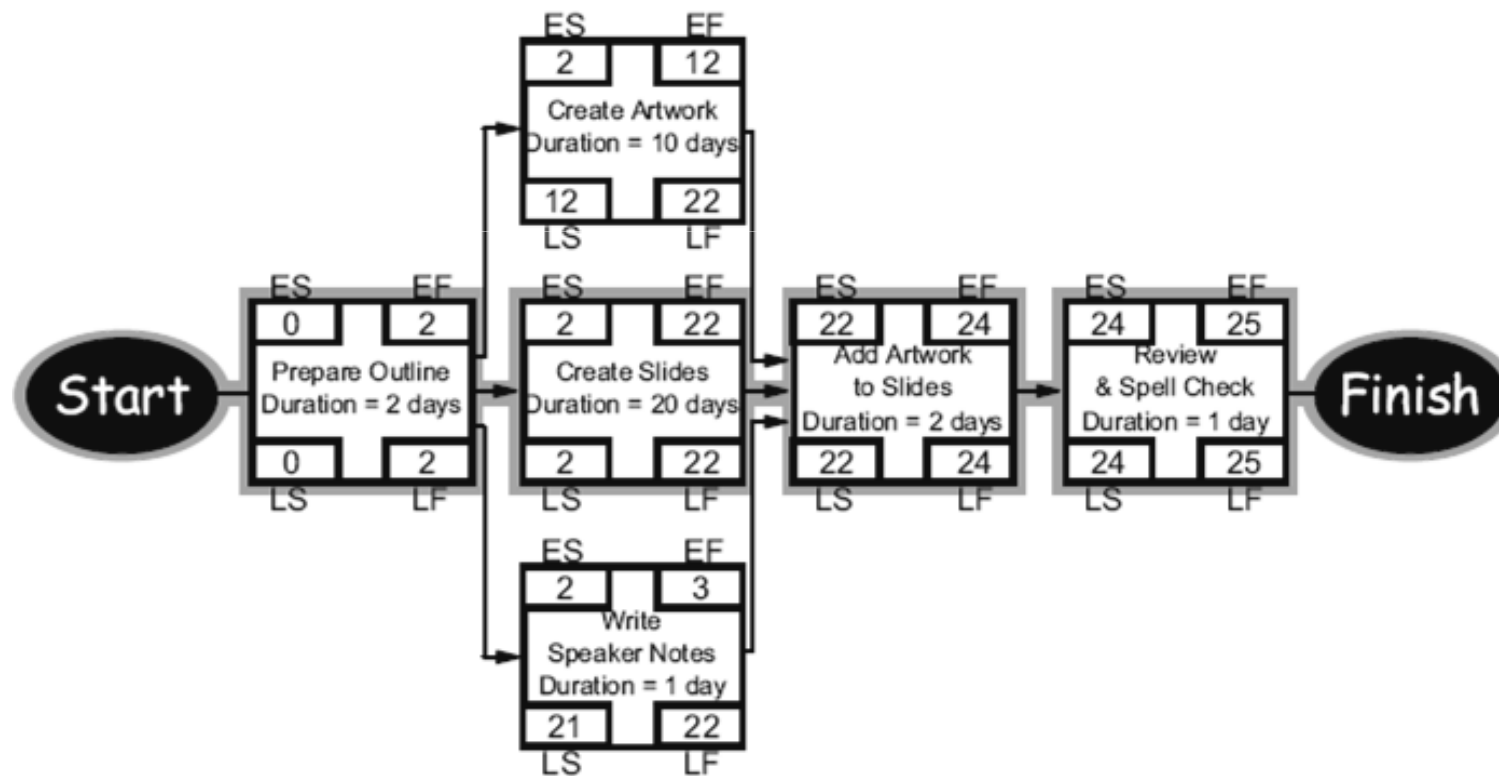 ES EF
2 12
Create Artwork
Duration = 10 days
12 22
LS LF
Start
ES EF
0 2
Prepare Outline
Duration = 2 days
0 2
LS LF
ES EF
2 22
Create Slides
Duration = 20 days
2 22
LS LF
ES EF
22 24
Add Artwork
to Slides
Duration = 2 days
22 24
LS LF
ES EF
24 25
Review
& Spell Check
Duration = 1 day
24 25
LS LF
Finish
ES EF
2 3
Write
Speaker Notes
Duration = 1 day
21 22
LS LF